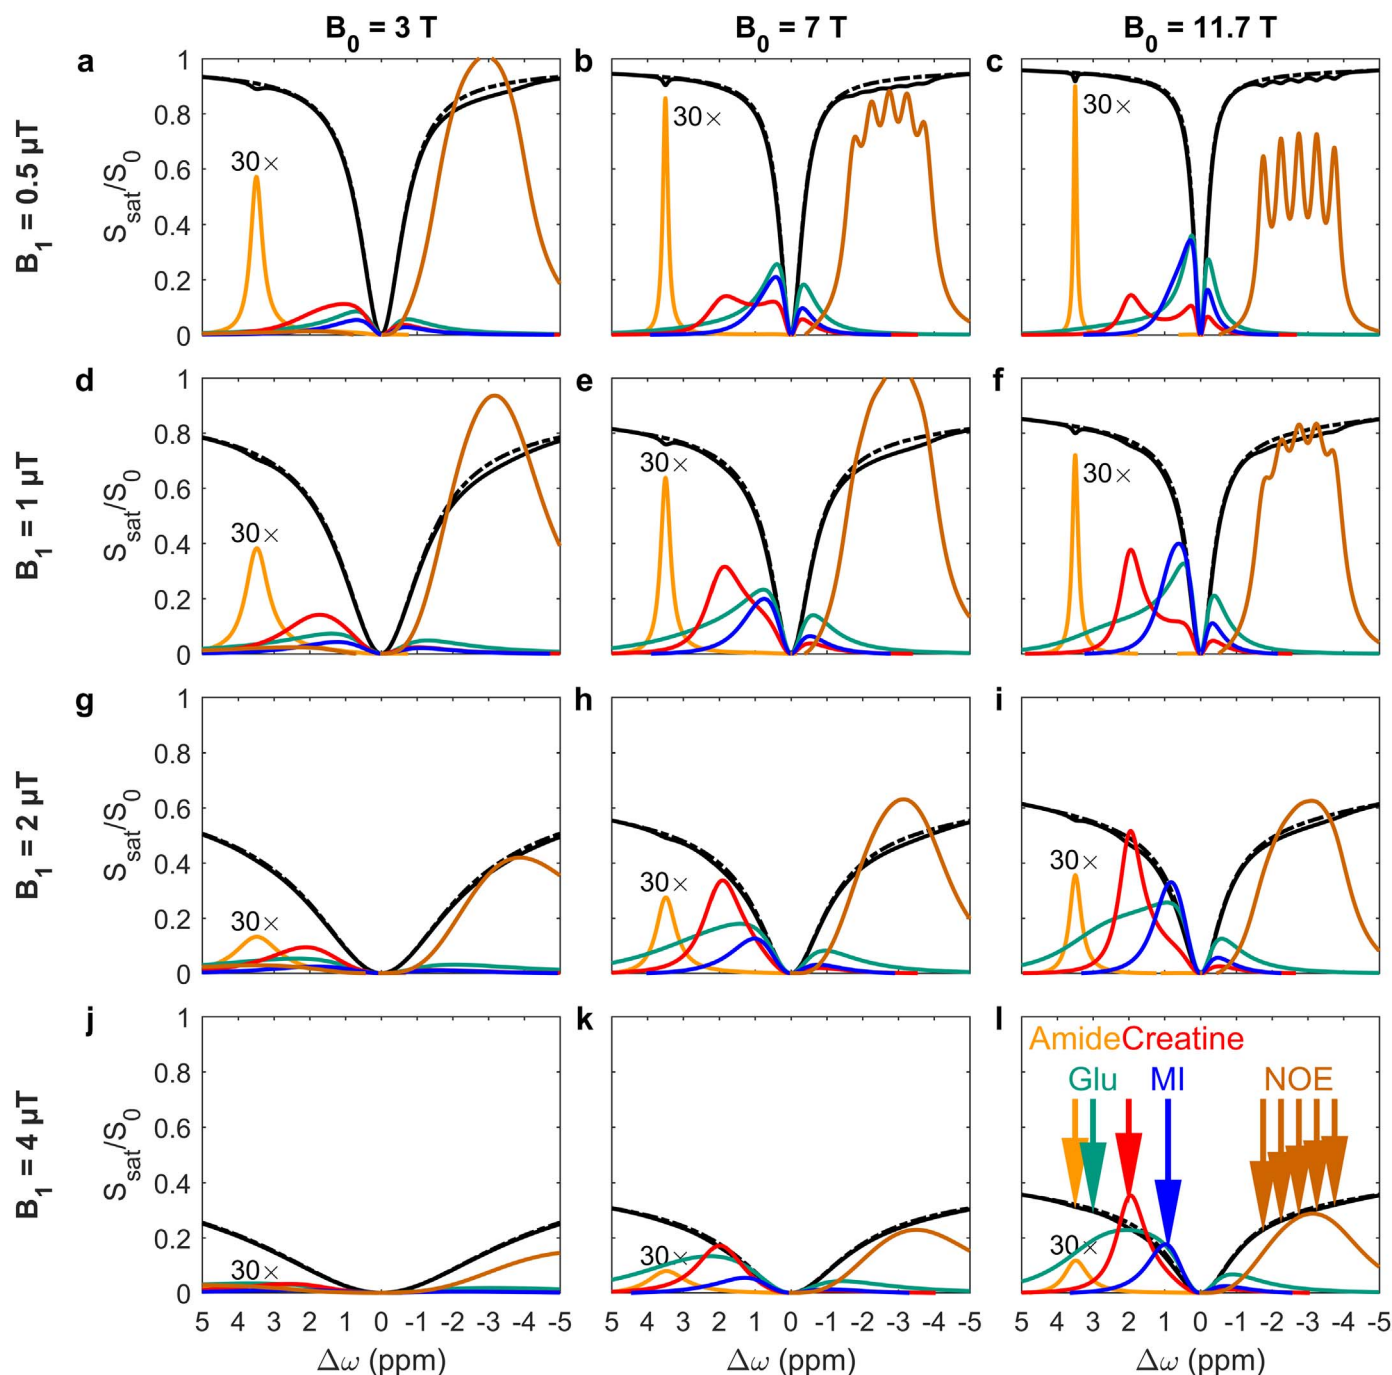 B0 = 3 T
B0 = 7 T
B0 = 11.7 T
B1 = 0.5 µT
Ssat/S0
a
1
0.8
0.6
0.4
0.2
0
30×
b
30×
c
30×
B1 = 1 µT
Ssat/S0
d
1
0.8
0.6
0.4
0.2
0
30×
e
30×
f
30×
B1 = 2 µT
Ssat/S0
g
1
0.8
0.6
0.4
0.2
0
30×
h
30×
i
30×
B1 = 4 µT
Ssat/S0
j
1
0.8
0.6
0.4
0.2
0
30×
5 4 3 2 1 0 -1 -2 -3 -4 -5
Δω (ppm)
k
30×
5 4 3 2 1 0 -1 -2 -3 -4 -5
Δω (ppm)
l
Amide Creatine
Glu MI NOE
30×
5 4 3 2 1 0 -1 -2 -3 -4 -5
Δω (ppm)